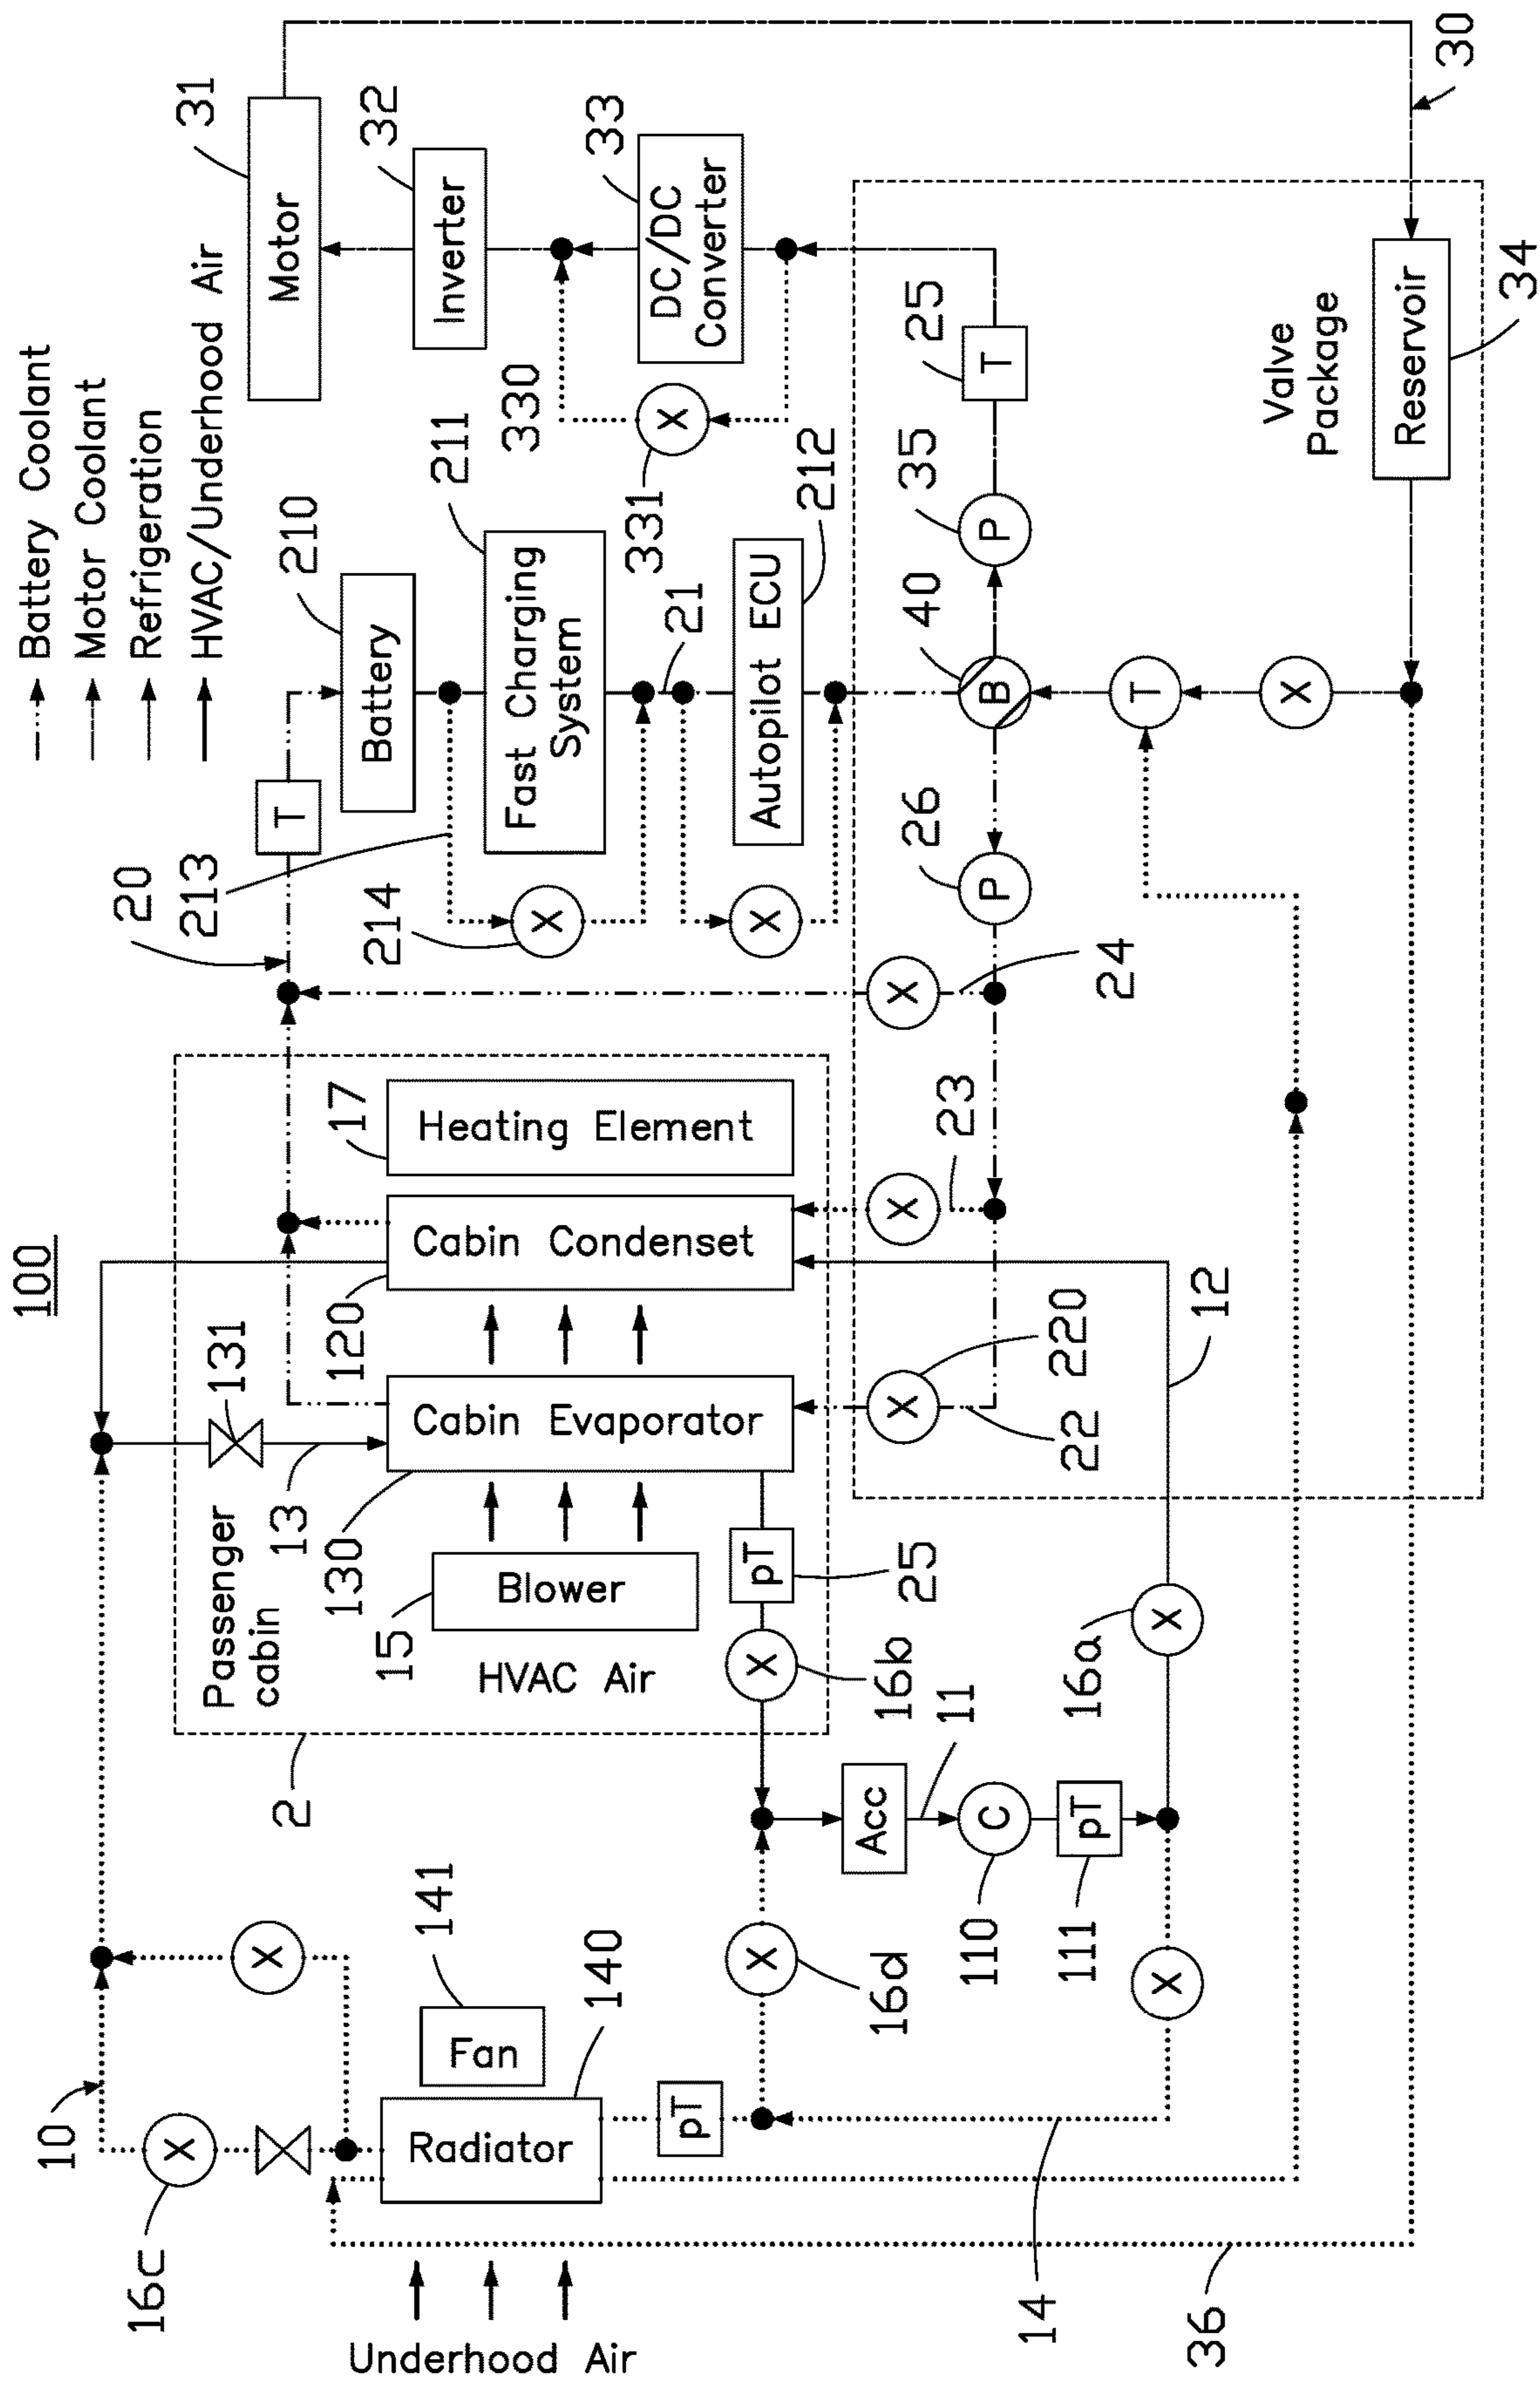 100
Battery Coolant
Motor Coolant
Refrigeration
HVAC/Underhood Air
10
16c
X
X
Radiator
140
Fan
141
Underhood Air
pT
X
16d
14
36
X
2
Passenger
cabin
131
13
130
15
Blower
HVAC Air
Cabin Evaporator
120
Cabin Condenset
17
Heating Element
pT
25
X
16b
Acc
11
C
110
pT
111
X
16a
12
X
220
22
X
23
X
24
20
T
213
214
X
X
Battery
210
Fast Charging
System
211
21
Autopilot ECU
212
P
26
B
40
P
35
T
25
T
X
Motor
31
Inverter
32
DC/DC
Converter
33
X
330
331
Valve
Package
Reservoir
34
30